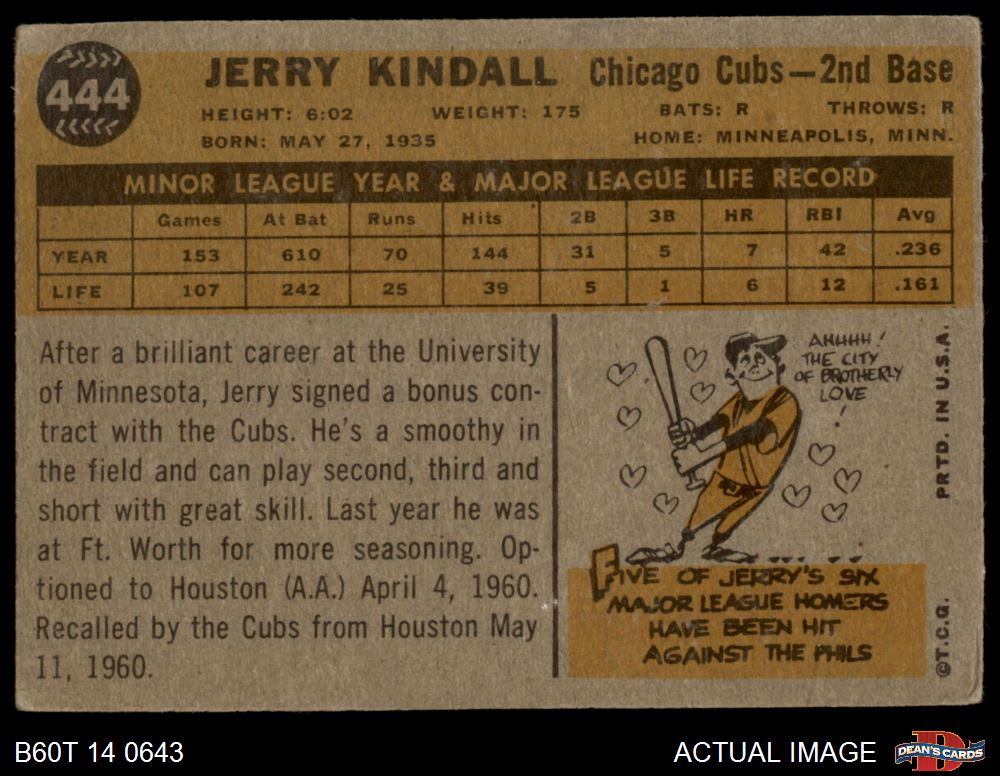 444
JERRY KINDALL Chicago Cubs—2nd Base
HEIGHT: 6:02 WEIGHT: 175 BATS: R THROWS: R
BORN: MAY 27, 1935 HOME: MINNEAPOLIS, MINN.
MINOR LEAGUE YEAR & MAJOR LEAGUE LIFE RECORD
Games At Bat Runs Hits 2B 3B HR RBI Avg
YEAR 153 610 70 144 31 5 7 42 .236
LIFE 107 242 25 39 5 1 6 12 .161
After a brilliant career at the University
of Minnesota, Jerry signed a bonus con-
tract with the Cubs. He's a smoothy in
the field and can play second, third and
short with great skill. Last year he was
at Ft. Worth for more seasoning. Op-
tioned to Houston (A.A.) April 4, 1960.
Recalled by the Cubs from Houston May
11, 1960.
AHHHH!
THE CITY
OF BROTHERLY
LOVE
!
FIVE OF JERRY'S SIX
MAJOR LEAGUE HOMERS
HAVE BEEN HIT
AGAINST THE PHILS
©T.C.G. PRTD. IN U.S.A.
B60T 14 0643 ACTUAL IMAGE
D
DEAN'S CARDS